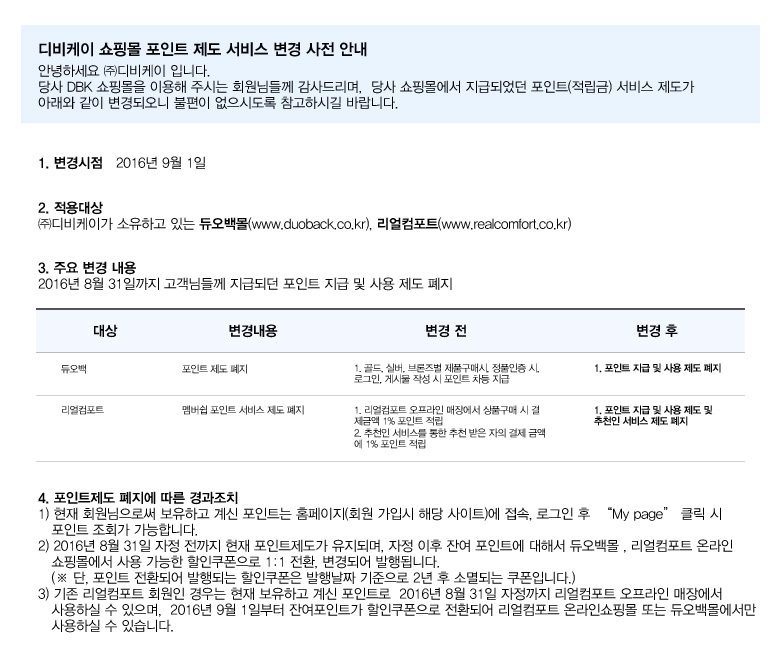 디비케이 쇼핑몰 포인트 제도 서비스 변경 사전 안내
안녕하세요 ㈜디비케이 입니다.
당사 DBK 쇼핑몰을 이용해 주시는 회원님들께 감사드리며, 당사 쇼핑몰에서 지급되었던 포인트(적립금) 서비스 제도가
아래와 같이 변경되오니 불편이 없으시도록 참고하시길 바랍니다.
1. 변경시점 2016년 9월 1일
2. 적용대상
㈜디비케이가 소유하고 있는 듀오백몰(www.duoback.co.kr), 리얼컴포트(www.realcomfort.co.kr)
3. 주요 변경 내용
2016년 8월 31일까지 고객님들께 지급되던 포인트 지급 및 사용 제도 폐지
대상 변경내용 변경 전 변경 후
듀오백 포인트 제도 폐지 1. 골드, 실버, 브론즈별 제품구매시, 정품인증 시, 1. 포인트 지급 및 사용 제도 폐지
로그인, 게시물 작성 시 포인트 차등 지급
리얼컴포트 멤버쉽 포인트 서비스 제도 폐지 1. 리얼컴포트 오프라인 매장에서 상품구매 시 결 1. 포인트 지급 및 사용 제도 및
제금액 1% 포인트 적립 추천인 서비스 제도 폐지
2. 추천인 서비스를 통한 추천 받은 자의 결제 금액
에 1% 포인트 적립
4. 포인트제도 폐지에 따른 경과조치
1) 현재 회원님으로써 보유하고 계신 포인트는 홈페이지(회원 가입시 해당 사이트)에 접속, 로그인 후 “My page” 클릭 시
포인트 조회가 가능합니다.
2) 2016년 8월 31일 자정 전까지 현재 포인트제도가 유지되며, 자정 이후 잔여 포인트에 대해서 듀오백몰 , 리얼컴포트 온라인
쇼핑몰에서 사용 가능한 할인쿠폰으로 1:1 전환, 변경되어 발행됩니다.
(※ 단, 포인트 전환되어 발행되는 할인쿠폰은 발행날짜 기준으로 2년 후 소멸되는 쿠폰입니다.)
3) 기존 리얼컴포트 회원인 경우는 현재 보유하고 계신 포인트로 2016년 8월 31일 자정까지 리얼컴포트 오프라인 매장에서
사용하실 수 있으며, 2016년 9월 1일부터 잔여포인트가 할인쿠폰으로 전환되어 리얼컴포트 온라인쇼핑몰 또는 듀오백몰에서만
사용하실 수 있습니다.